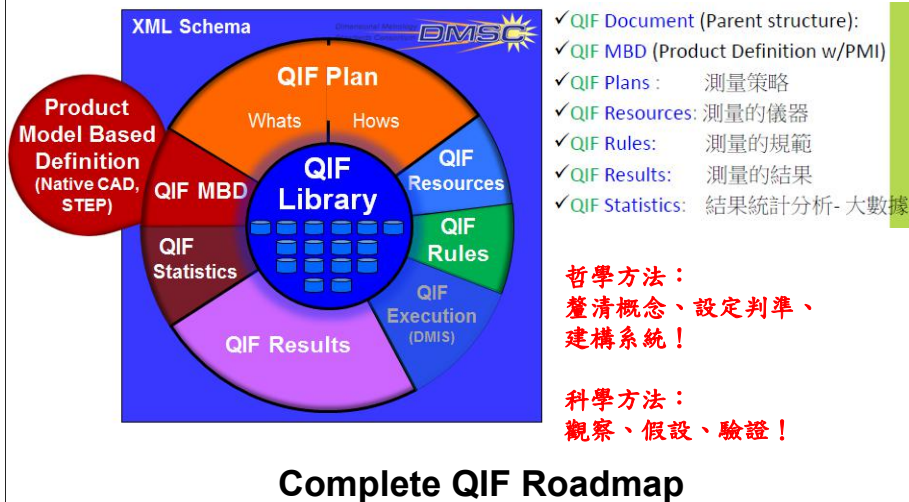 XML Schema
Dimensional Metrology
Standards Consortium
DMSC
QIF Plan
Whats
Hows
Product
Model Based
Definition
(Native CAD,
STEP)
QIF MBD
QIF
Library
QIF
Resources
QIF
Rules
QIF
Statistics
QIF
Execution
(DMIS)
QIF Results
✓QIF Document (Parent structure):
✓QIF MBD (Product Definition w/PMI)
✓QIF Plans : 測量策略
✓QIF Resources: 測量的儀器
✓QIF Rules: 測量的規範
✓QIF Results: 測量的結果
✓QIF Statistics: 結果統計分析- 大數據
哲學方法：
釐清概念、設定判準、
建構系統！
科學方法：
觀察、假設、驗證！
Complete QIF Roadmap